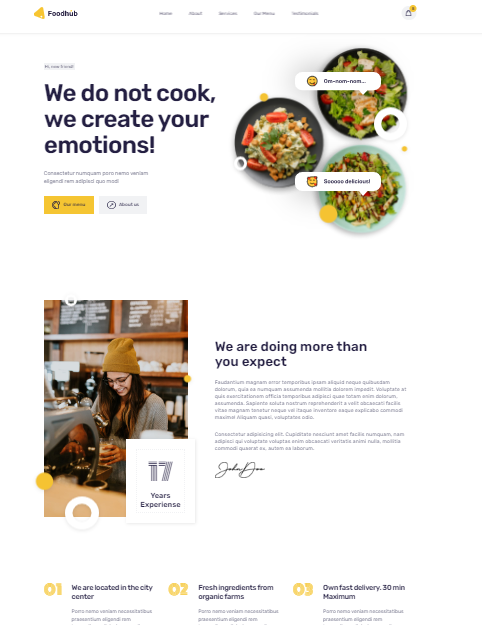 Foodhub
Home
About
Services
Our Menu
Testimonials
Hi, new friend!
We do not cook,
we create your
emotions!
Consectetur numquam porro nemo veniam
eligendi rem adipisci quo modi
Our menu
About us
Om-nom-nom...
Sooooo delicious!
We are doing more than
you expect
Faudantium magnam error temporibus ipsam aliquid neque quibusdam
dolorum, quia ea numquam assumenda mollitia dolorem impedit. Voluptate at
quis exercitationem officia temporibus adipisci quae totam enim dolorum,
assumenda. Sapiente soluta nostrum reprehenderit a velit obcaecati facilis
vitae magnam tenetur neque vel itaque inventore eaque explicabo commodi
maxime! Aliquam quasi, voluptates odio.
Consectetur adipisicing elit. Cupiditate nesciunt amet facilis numquam, nam
adipisci qui voluptate voluptas enim obcaecati veritatis animi nulla, mollitia
commodi quaerat ex, autem ea laborum.
JohnDoe
17
Years
Experiense
01
We are located in the city
center
Porro nemo veniam necessitatibus
praesentium eligendi rem
02
Fresh ingredients from
organic farms
Porro nemo veniam necessitatibus
praesentium eligendi rem
03
Own fast delivery. 30 min
Maximum
Porro nemo veniam necessitatibus
praesentium eligendi rem